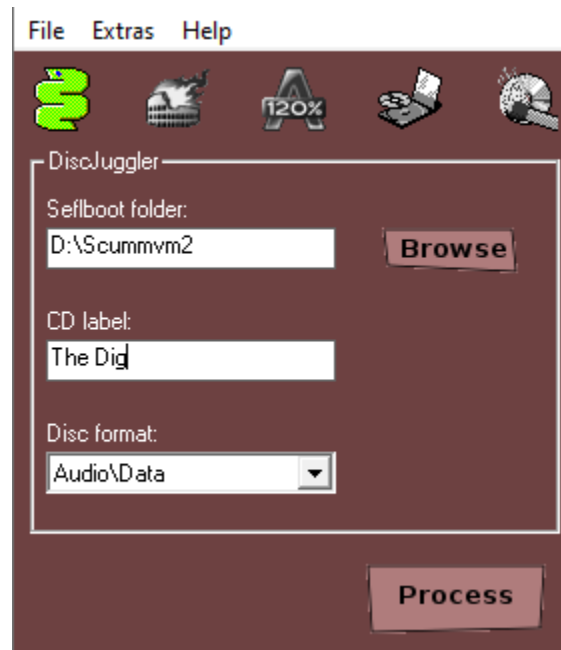 File Extras Help
120%
DiscJuggler
Seflboot folder:
D:\Scummvm2
Browse
CD label:
The Dig
Disc format:
Audio\Data
Process